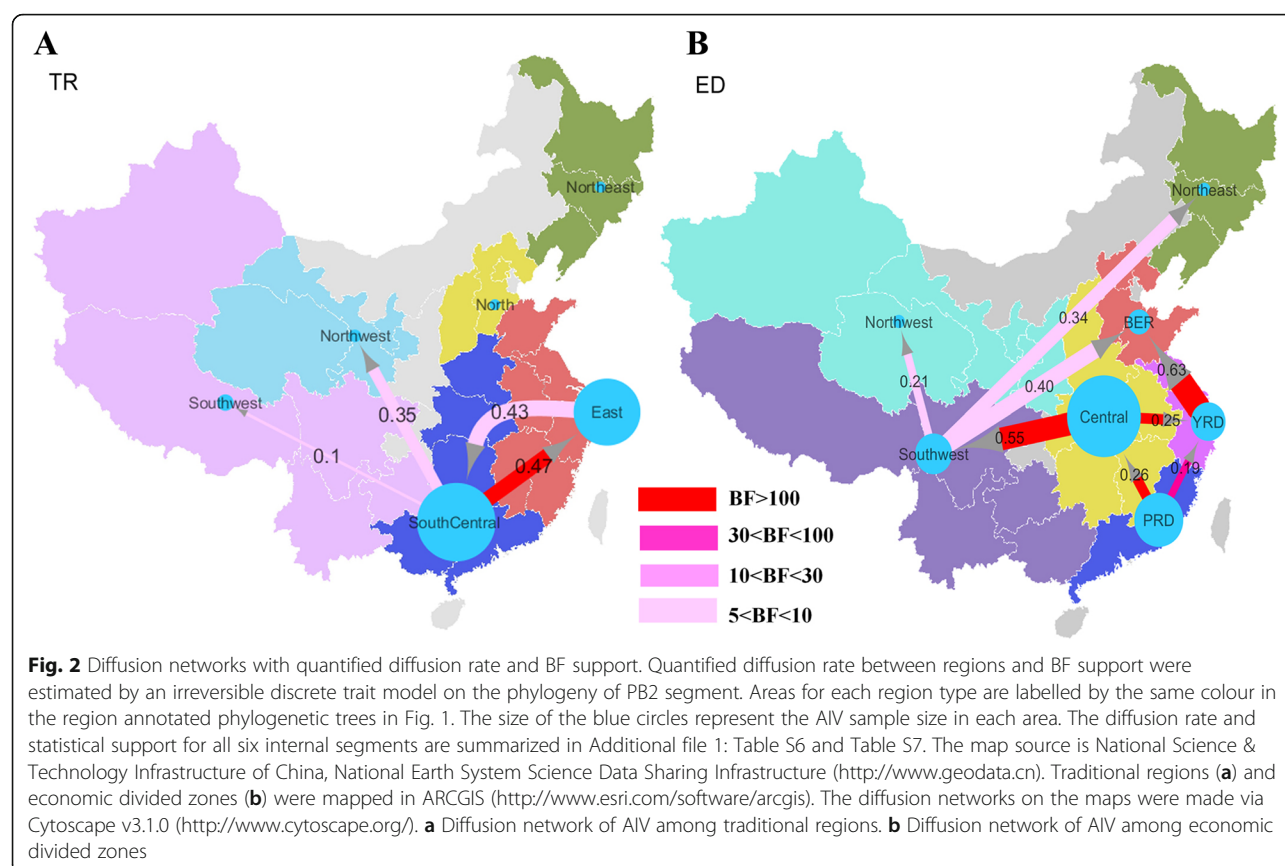 A
TR
Northeast
North
Northwest
Southwest
East
0.43
0.35
0.47
0.1
SouthCentral
B
ED
Northeast
Northwest
0.34
BER
0.63
0.21
0.40
Central
0.25
YRD
0.55
Southwest
0.26
0.19
PRD
BF>100
30<BF<100
10<BF<30
5<BF<10
Fig. 2 Diffusion networks with quantified diffusion rate and BF support. Quantified diffusion rate between regions and BF support were
estimated by an irreversible discrete trait model on the phylogeny of PB2 segment. Areas for each region type are labelled by the same colour in
the region annotated phylogenetic trees in Fig. 1. The size of the blue circles represent the AIV sample size in each area. The diffusion rate and
statistical support for all six internal segments are summarized in Additional file 1: Table S6 and Table S7. The map source is National Science &
Technology Infrastructure of China, National Earth System Science Data Sharing Infrastructure (http://www.geodata.cn). Traditional regions (a) and
economic divided zones (b) were mapped in ARCGIS (http://www.esri.com/software/arcgis). The diffusion networks on the maps were made via
Cytoscape v3.1.0 (http://www.cytoscape.org/). a Diffusion network of AIV among traditional regions. b Diffusion network of AIV among economic
divided zones